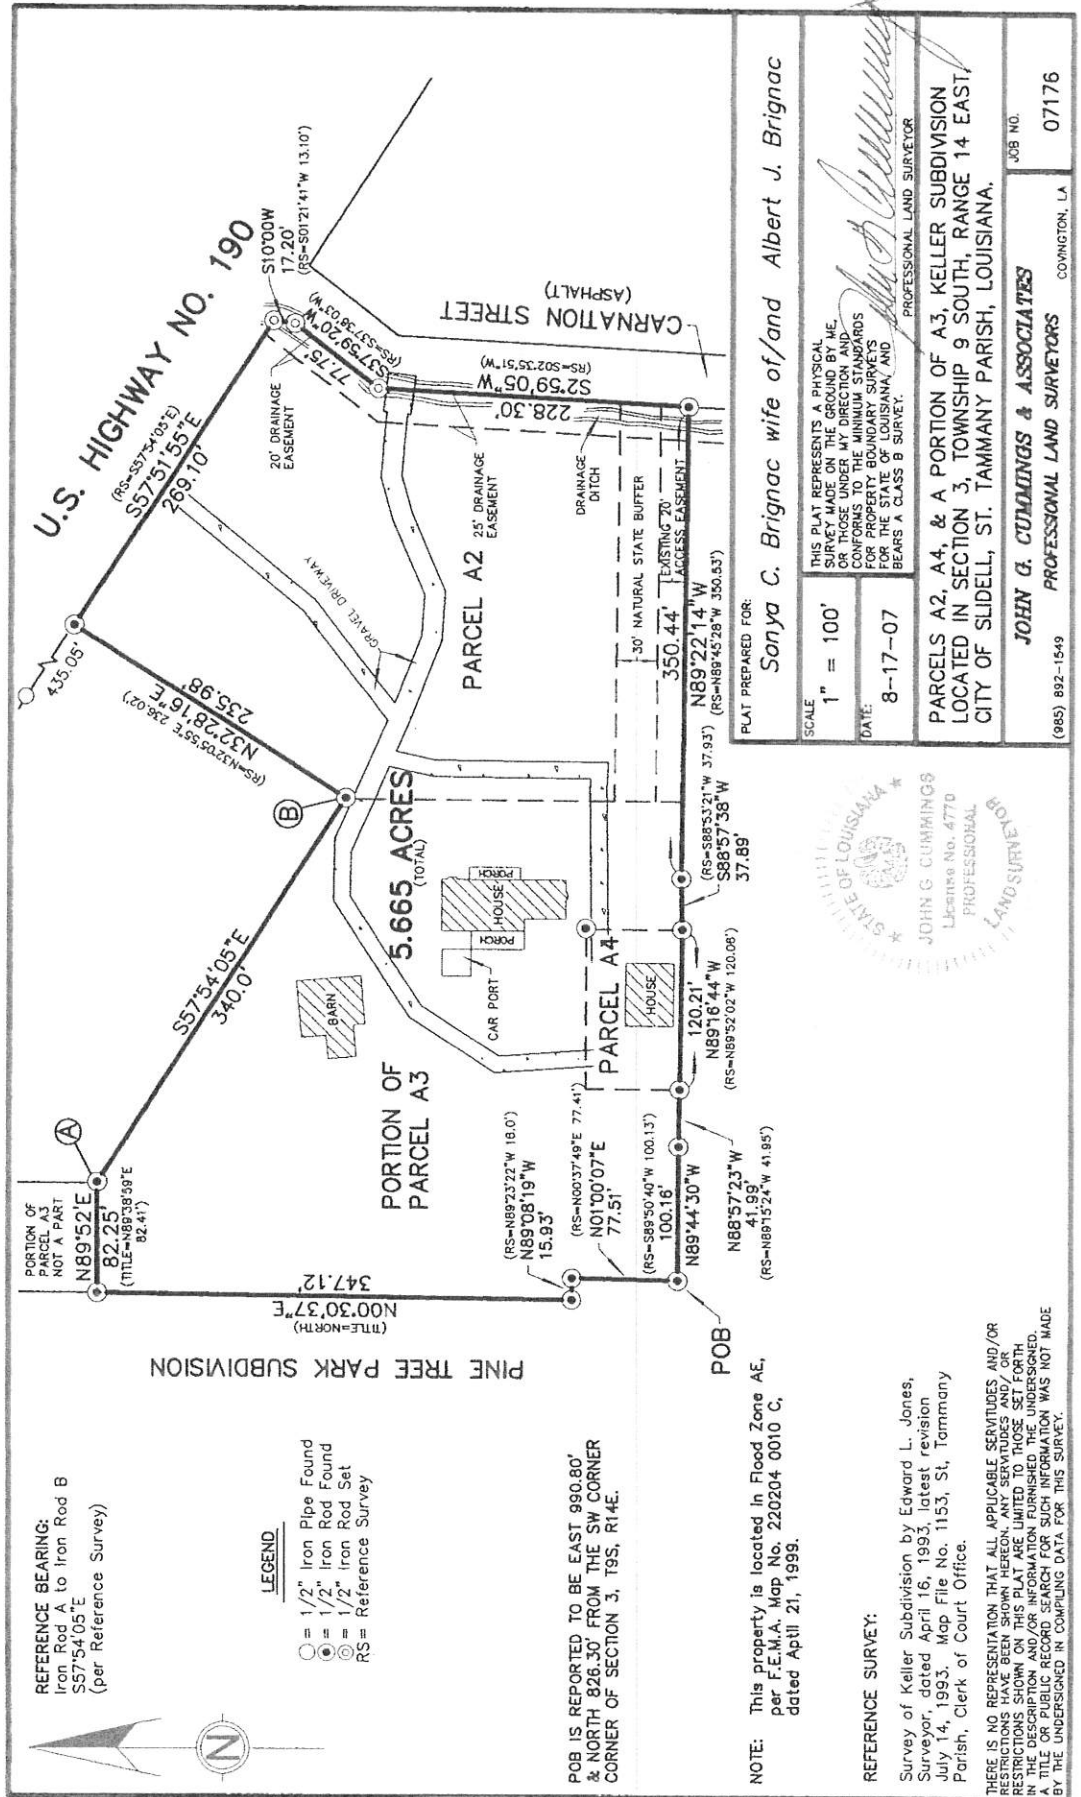 REFERENCE BEARING:
Iron Rod A to Iron Rod B
S57°54'05"E
(per Reference Survey)
N
LEGEND
= 1/2" Iron Pipe Found
= 1/2" Iron Rod Found
= 1/2" Iron Rod Set
RS= Reference Survey
POB IS REPORTED TO BE EAST 990.80'
& NORTH 826.30' FROM THE SW CORNER
CORNER OF SECTION 3, T9S, R14E.
NOTE: This property is located in Flood Zone AE,
per F.E.M.A. Map No. 220204 0010 C,
dated Aptil 21, 1999.
REFERENCE SURVEY:
Survey of Keller Subdivision by Edward L. Jones,
Surveyor, dated April 16, 1993, latest revision
July 14, 1993. Map File No. 1153, St, Tammany
Parish, Clerk of Court Office.
THERE IS NO REPRESENTATION THAT ALL APPLICABLE SERVITUDES AND/OR
RESTRICTIONS HAVE BEEN SHOWN HEREON. ANY SERVITUDES AND/ OR
RESTRICTIONS SHOWN ON THIS PLAT ARE LIMITED TO THOSE SET FORTH
IN THE DESCRIPTION AND/OR INFORMATION FURNISHED THE UNDERSIGNED.
A TITLE OR PUBLIC RECORD SEARCH FOR SUCH INFORMATION WAS NOT MADE
BY THE UNDERSIGNED IN COMPILING DATA FOR THIS SURVEY.
PINE TREE PARK SUBDIVISION
PORTION OF
PARCEL A3
NOT A PART
N89°52'E
82.25'
(TITLE=N89°38'59"E
82.41')
(TITLE=NORTH)
N00°30'37"E
347.12'
A
S57°54'05"E
340.0'
B
435.05'
(RS=N32°05'55"E 236.02')
N32°28'16"E
235.98'
U.S. HIGHWAY NO. 190
(RS=S57°54'05"E)
S57°51'55"E
269.10'
S10°00W
17.20'
(RS=S01°21'41"W 13.10')
S37°59'20"W
77.75'
(RS=S37°38'03"W)
20' DRAINAGE
EASEMENT
CARNATION STREET
(ASPHALT)
(RS=S02°35'51"W)
S2°59'05"W
228.30'
25' DRAINAGE
EASEMENT
DRAINAGE
DITCH
GRAVEL DRIVEWAY
PARCEL A2
5.665 ACRES
(TOTAL)
30' NATURAL STATE BUFFER
EXISTING 20'
ACCESS EASEMENT
350.44'
N89°22'14"W
(RS=N89°45'28"W 350.53')
BARN
PORCH
HOUSE
PORCH
CAR PORT
PORTION OF
PARCEL A3
PARCEL A4
HOUSE
(RS=S88°53'21"W 37.93')
S88°57'38"W
37.89'
120.21'
N89°16'44"W
(RS=N89°52'02"W 120.06')
N88°57'23"W
41.99'
(RS=N89°15'24"W 41.95')
(RS=S89°50'40"W 100.13')
100.16'
N89°44'30"W
(RS=N00°37'49"E 77.41')
N01°00'07"E
77.51'
(RS=N89°23'22"W 16.0')
N89°08'19"W
15.93'
POB
STATE OF LOUISIANA
JOHN G CUMMINGS
License No. 4770
PROFESSIONAL
LAND SURVEYOR
PLAT PREPARED FOR:
Sonya C. Brignac wife of/and Albert J. Brignac
SCALE
1" = 100'
DATE:
8-17-07
THIS PLAT REPRESENTS A PHYSICAL
SURVEY MADE ON THE GROUND BY ME,
OR THOSE UNDER MY DIRECTION AND
CONFORMS TO THE MINIMUM STANDARDS
FOR PROPERTY BOUNDARY SURVEYS
FOR THE STATE OF LOUISIANA, AND
BEARS A CLASS B SURVEY.
PROFESSIONAL LAND SURVEYOR
PARCELS A2, A4, & A PORTION OF A3, KELLER SUBDIVISION
LOCATED IN SECTION 3, TOWNSHIP 9 SOUTH, RANGE 14 EAST,
CITY OF SLIDELL, ST. TAMMANY PARISH, LOUISIANA.
JOHN G. CUMMINGS & ASSOCIATES
(985) 892-1549 PROFESSIONAL LAND SURVEYORS COVINGTON, LA
JOB NO.
07176